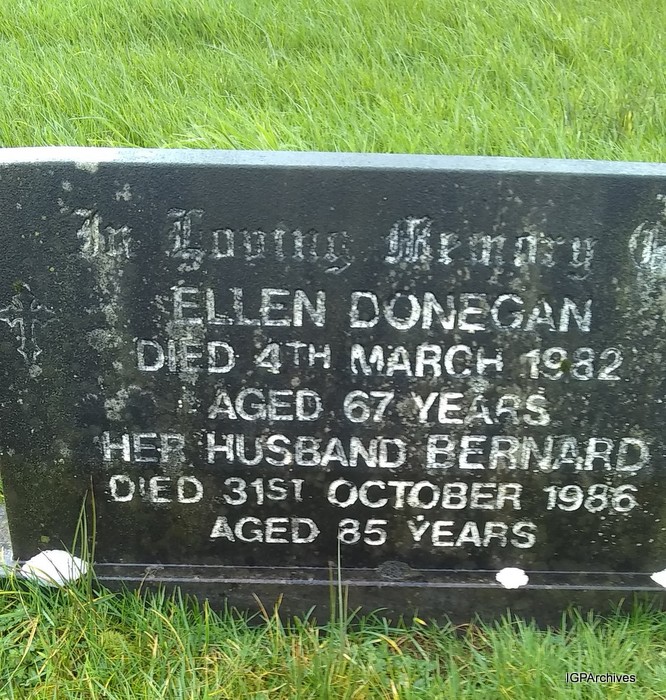 In Loving Memory
ELLEN DONEGAN
DIED 4TH MARCH 1982
AGED 67 YEARS
HER HUSBAND BERNARD
DIED 31ST OCTOBER 1986
AGED 85 YEARS
IGPArchives